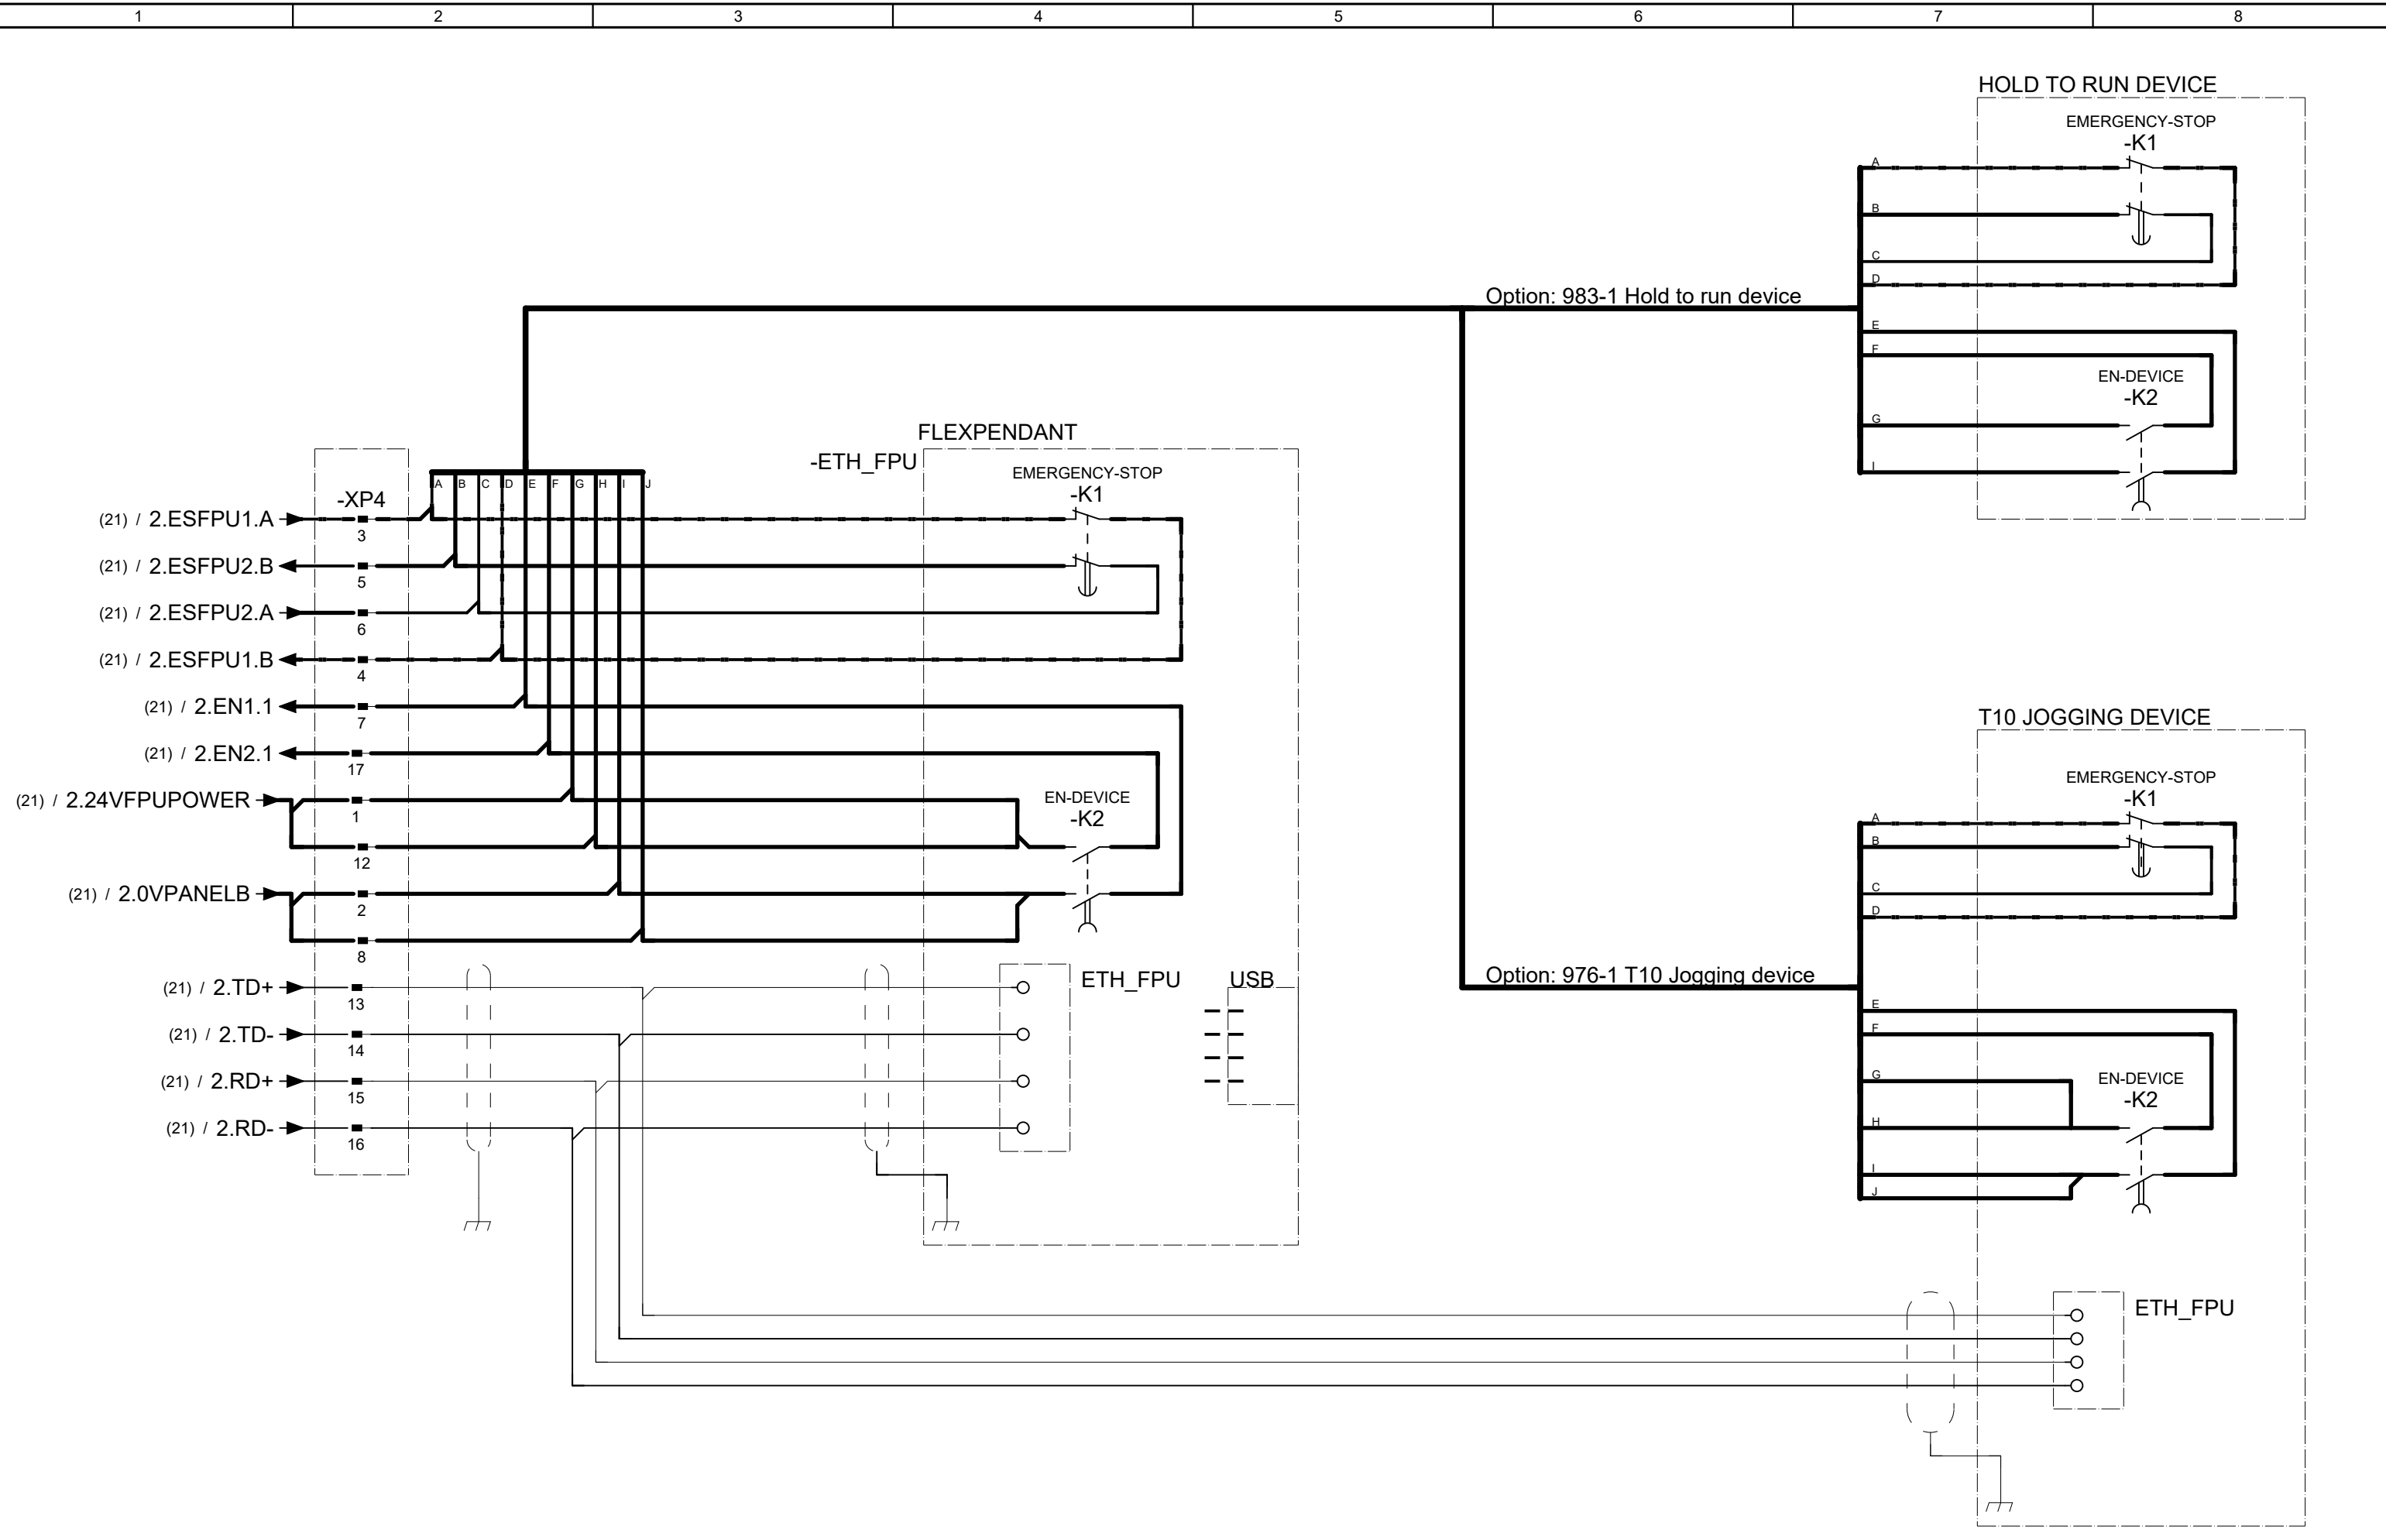 1 2 3 4 5 6 7 8
HOLD TO RUN DEVICE
EMERGENCY-STOP
-K1
A
B
C
D
Option: 983-1 Hold to run device
E
F
EN-DEVICE
-K2
G
I
FLEXPENDANT
-ETH_FPU
EMERGENCY-STOP
-K1
A B C D E F G H I J
-XP4
(21) / 2.ESFPU1.A
3
(21) / 2.ESFPU2.B
5
(21) / 2.ESFPU2.A
6
(21) / 2.ESFPU1.B
4
(21) / 2.EN1.1
7
(21) / 2.EN2.1
17
(21) / 2.24VFPUPOWER
1
EN-DEVICE
-K2
12
(21) / 2.0VPANELB
2
8
(21) / 2.TD+
13
(21) / 2.TD-
14
(21) / 2.RD+
15
(21) / 2.RD-
16
ETH_FPU
USB
T10 JOGGING DEVICE
EMERGENCY-STOP
-K1
A
B
C
D
Option: 976-1 T10 Jogging device
E
F
G
EN-DEVICE
-K2
H
I
J
ETH_FPU